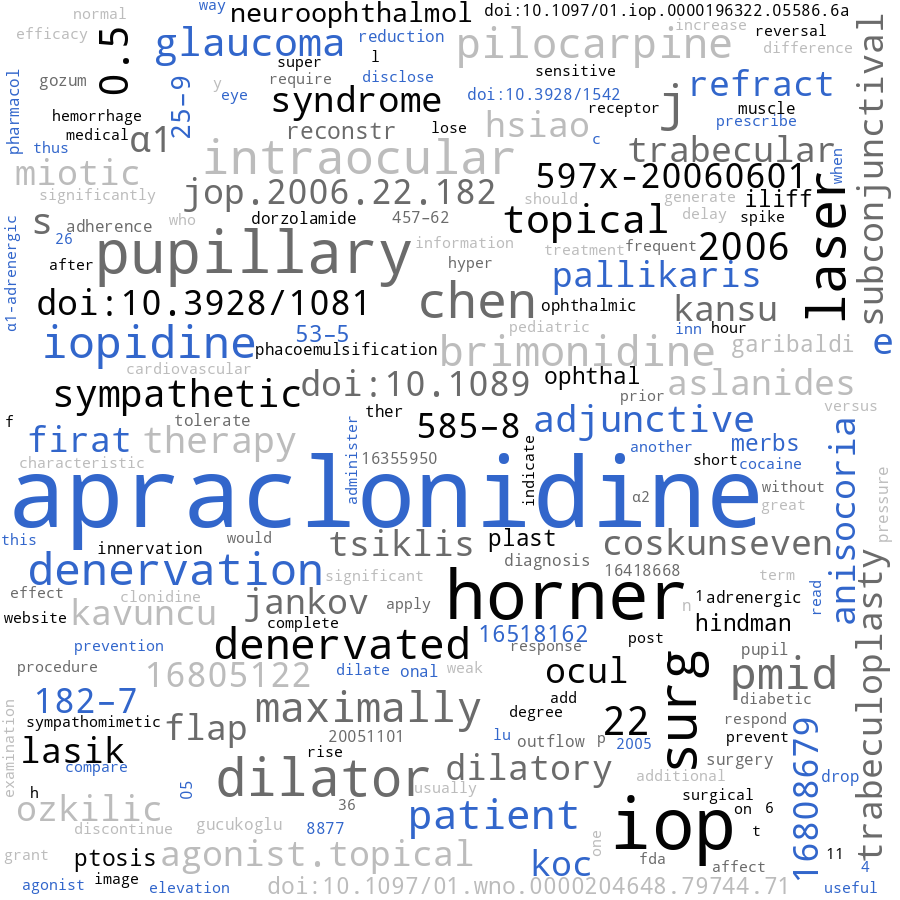 normal
way
neuroophthalmol
doi:10.1097/01.iop.0000196322.05586.6a
efficacy
0.5
glaucoma
reduction
pilocarpine
increase
reversal
difference
subconjunctival
pharmacol
gozum
25–9
super
l
require
disclose
sensitive
y
eye
syndrome
doi:10.3928/1542
receptor
j
refract
muscle
prescribe
hemorrhage
medical
α1
thus
reconstr
lose
hsiao
c
trabecular
when
miotic
intraocular
597x-20060601
significantly
jop.2006.22.182
should
generate
iliff
laser
s
adherence
who
dorzolamide
457–62
topical
delay
spike
26
α1-adrenergic
after
pupillary
information
treatment
frequent
2006
hyper
pallikaris
doi:10.3928/1081
chen
ophthalmic
kansu
53–5
pediatric
inn
hour
iopidine
phacoemulsification
brimonidine
garibaldi
e
cardiovascular
sympathetic
doi:10.1089
ophthal
aslanides
prior
versus
f
tolerate
ther
585–8
adjunctive
firat
therapy
administer
another
merbs
anisocoria
characteristic
16355950
indicate
short
cocaine
apraclonidine
α2
without
great
pressure
this
innervation
would
tsiklis
plast
coskunseven
diagnosis
denervation
significant
16418668
term
effect
clonidine
horner
read
website
kavuncu
jankov
apply
n
1adrenergic
complete
hindman
trabeculoplasty
prevention
denervated
16518162
response
post
pupil
procedure
16805122
dilate
onal
weak
ocul
surg
pmid
182–7
add
diabetic
examination
sympathomimetic
flap
maximally
degree
22
respond
20051101
lu
outflow
p
2005
prevent
16808679
lasik
rise
compare
dilator
dilatory
surgery
additional
drop
h
05
usually
surgical
ozkilic
36
patient
iop
on
6
discontinue
gucukoglu
8877
t
one
grant
ptosis
agonist.topical
koc
fda
affect
11
4
agonist
image
elevation
doi:10.1097/01.wno.0000204648.79744.71
useful